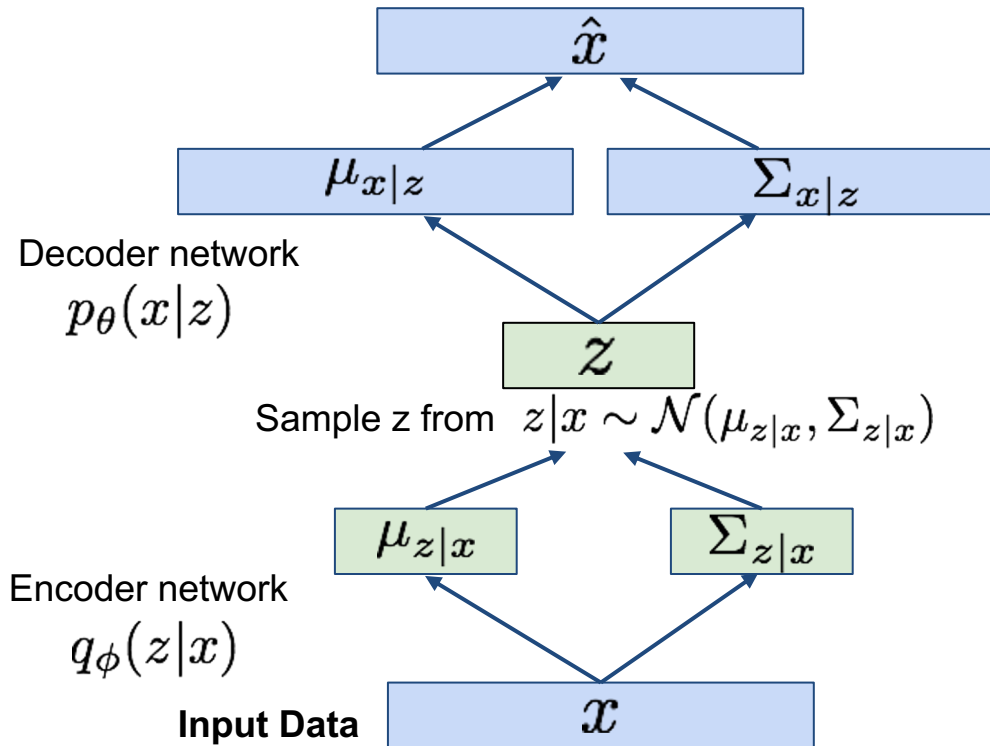 x̂
μ_{x|z} Σ_{x|z}
Decoder network
p_θ(x|z)
z
Sample z from z|x ∼ 𝒩(μ_{z|x}, Σ_{z|x})
μ_{z|x} Σ_{z|x}
Encoder network
q_ϕ(z|x)
Input Data x